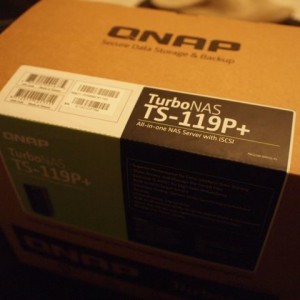 QNAP
Secure Data Storage & Backup
TurboNAS
TS-119P+
All-in-one NAS Server with iSCSI
QNAP
TurboNAS
TS-119P+
QNAP